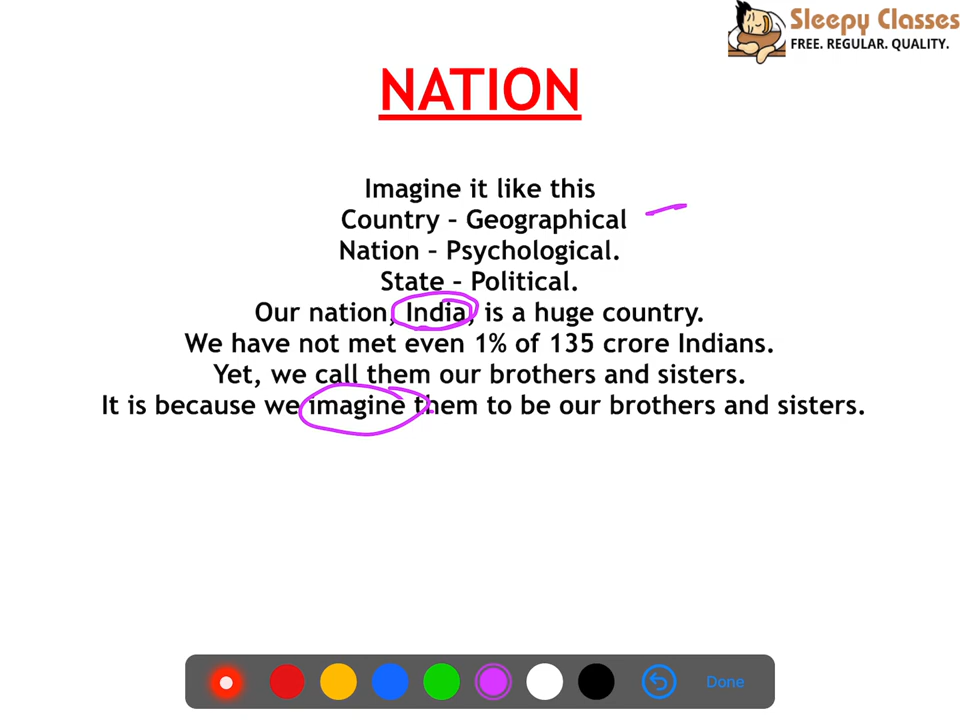 Sleepy Classes
FREE. REGULAR. QUALITY.
NATION
Imagine it like this
Country – Geographical
Nation – Psychological.
State – Political.
Our nation, India, is a huge country.
We have not met even 1% of 135 crore Indians.
Yet, we call them our brothers and sisters.
It is because we imagine them to be our brothers and sisters.
Done